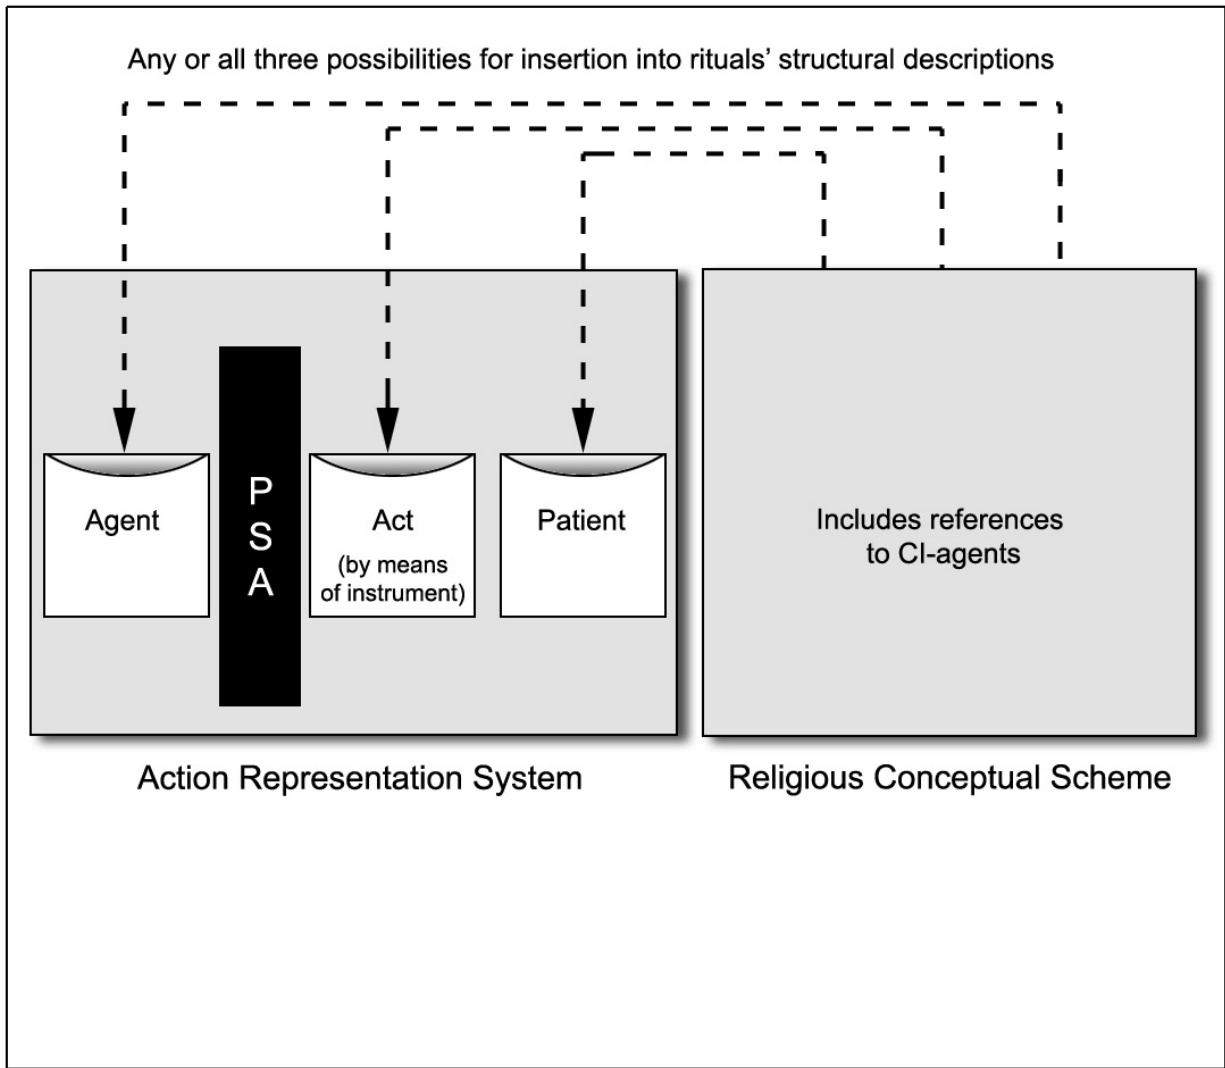 Any or all three possibilities for insertion into rituals’ structural descriptions
Agent
P
S
A
Act
(by means
of instrument)
Patient
Includes references
to CI-agents
Action Representation System
Religious Conceptual Scheme